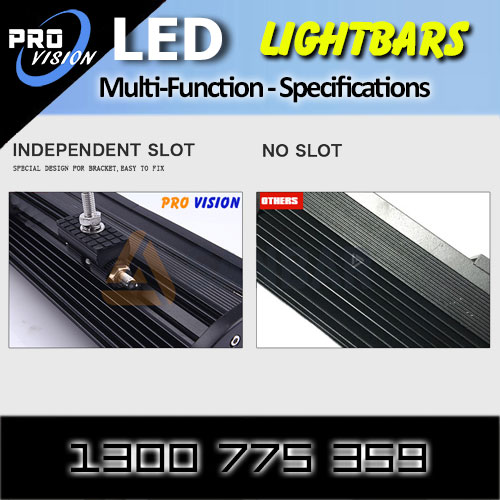 PRO
VISION
LED LIGHTBARS
Multi-Function - Specifications
INDEPENDENT SLOT
SPECIAL DESIGN FOR BRACKET,EASY TO FIX
NO SLOT
PRO VISION
OTHERS
1300 775 359